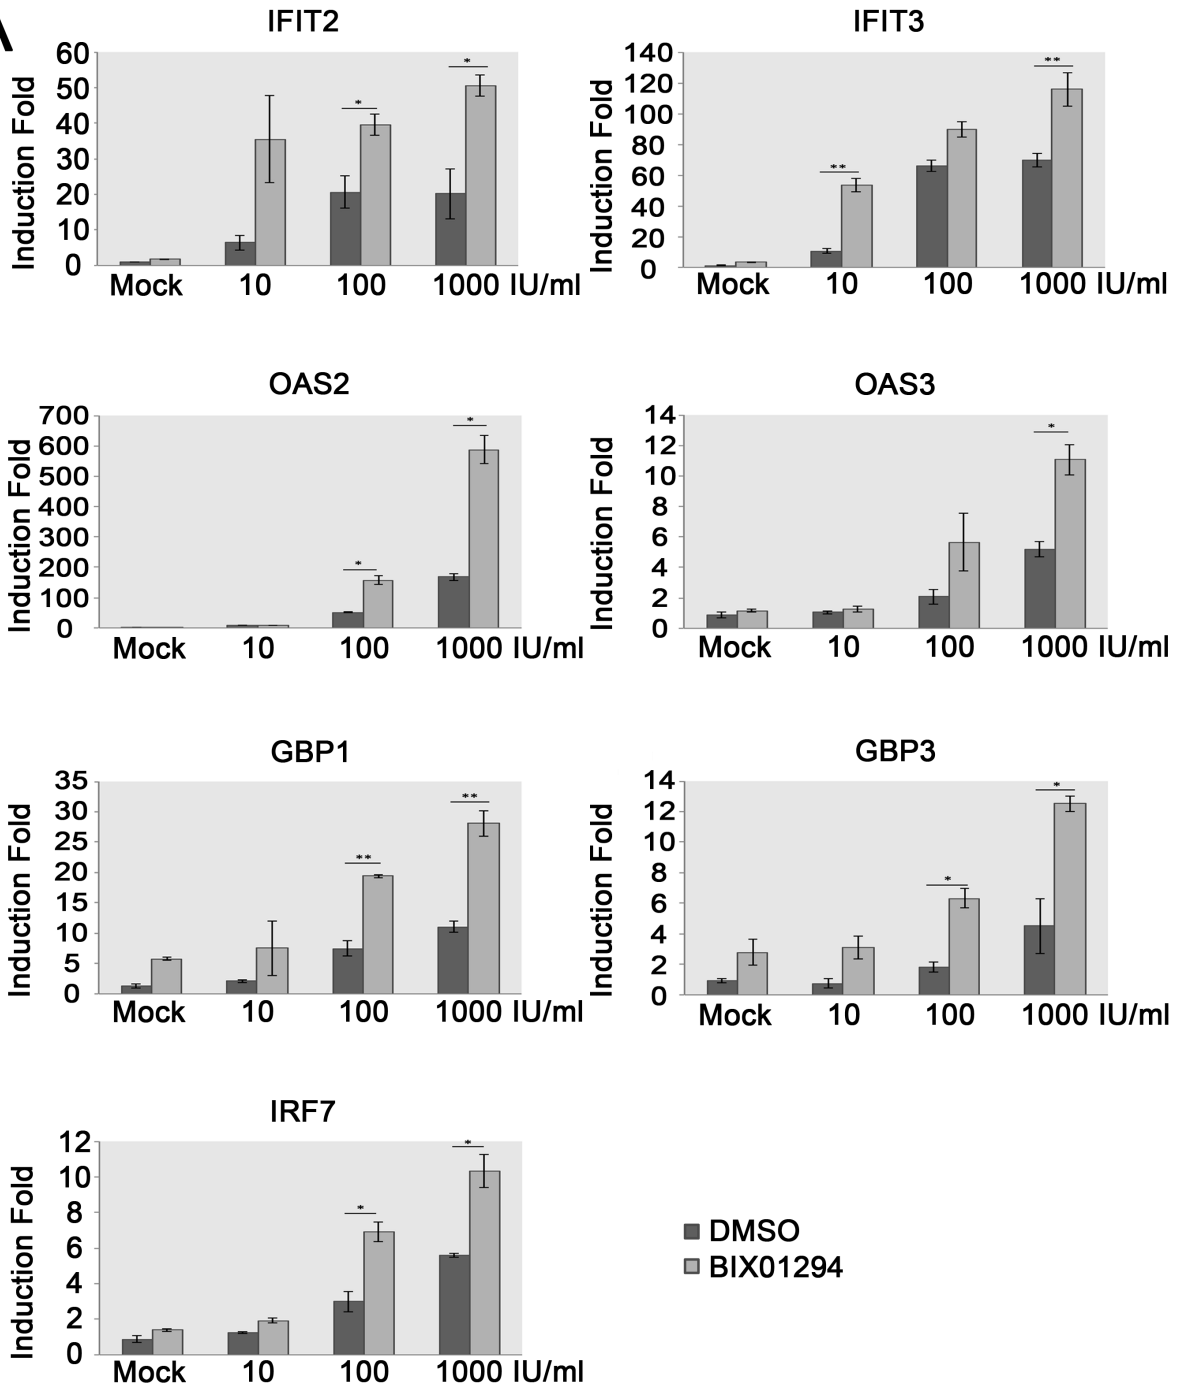 A
IFIT2
Induction Fold
60
50
40
30
20
10
0
*
*
Mock 10 100 1000 IU/ml
IFIT3
Induction Fold
140
120
100
80
60
40
20
0
**
**
Mock 10 100 1000 IU/ml
OAS2
Induction Fold
700
600
500
400
300
200
100
0
*
*
Mock 10 100 1000 IU/ml
OAS3
Induction Fold
14
12
10
8
6
4
2
0
*
Mock 10 100 1000 IU/ml
GBP1
Induction Fold
35
30
25
20
15
10
5
0
**
**
Mock 10 100 1000 IU/ml
GBP3
Induction Fold
14
12
10
8
6
4
2
0
*
*
Mock 10 100 1000 IU/ml
IRF7
Induction Fold
12
10
8
6
4
2
0
*
*
Mock 10 100 1000 IU/ml
DMSO
BIX01294